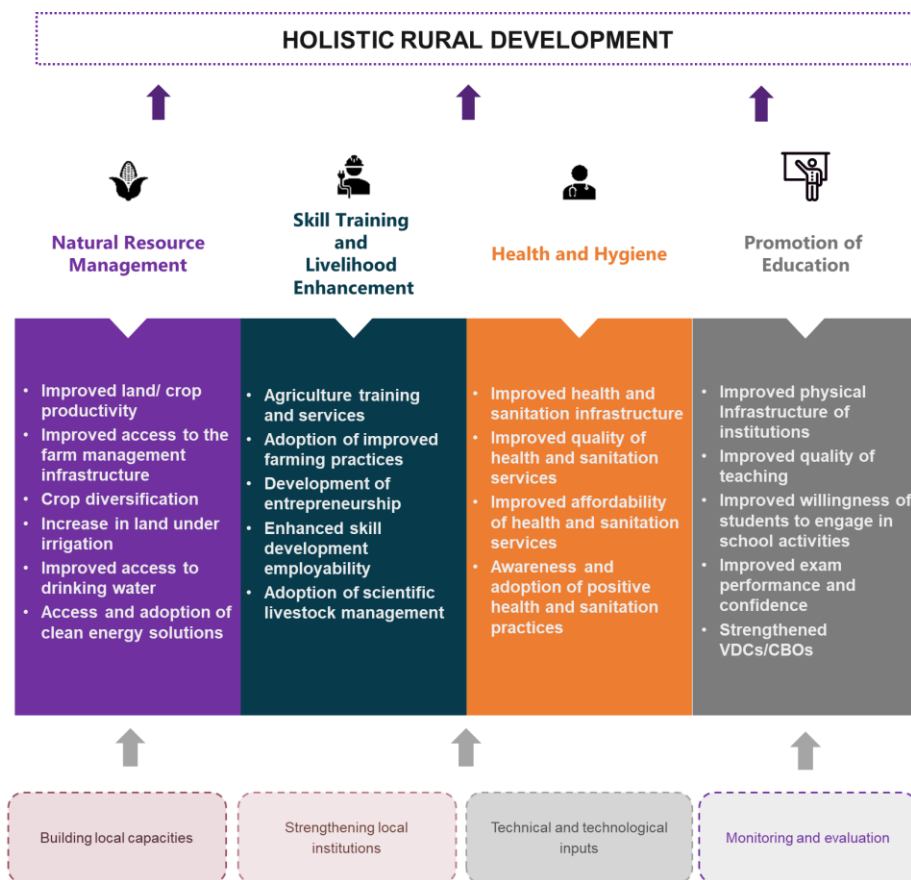 HOLISTIC RURAL DEVELOPMENT
Natural Resource
Management
Skill Training
and
Livelihood
Enhancement
Health and Hygiene
Promotion of
Education
• Improved land/ crop
productivity
• Improved access to the
farm management
infrastructure
• Crop diversification
• Increase in land under
irrigation
• Improved access to
drinking water
• Access and adoption of
clean energy solutions
• Agriculture training
and services
• Adoption of improved
farming practices
• Development of
entrepreneurship
• Enhanced skill
development
employability
• Adoption of scientific
livestock management
• Improved health and
sanitation infrastructure
• Improved quality of
health and sanitation
services
• Improved affordability
of health and sanitation
services
• Awareness and
adoption of positive
health and sanitation
practices
• Improved physical
Infrastructure of
institutions
• Improved quality of
teaching
• Improved willingness of
students to engage in
school activities
• Improved exam
performance and
confidence
• Strengthened
VDCs/CBOs
Building local capacities
Strengthening local
institutions
Technical and technological
inputs
Monitoring and evaluation